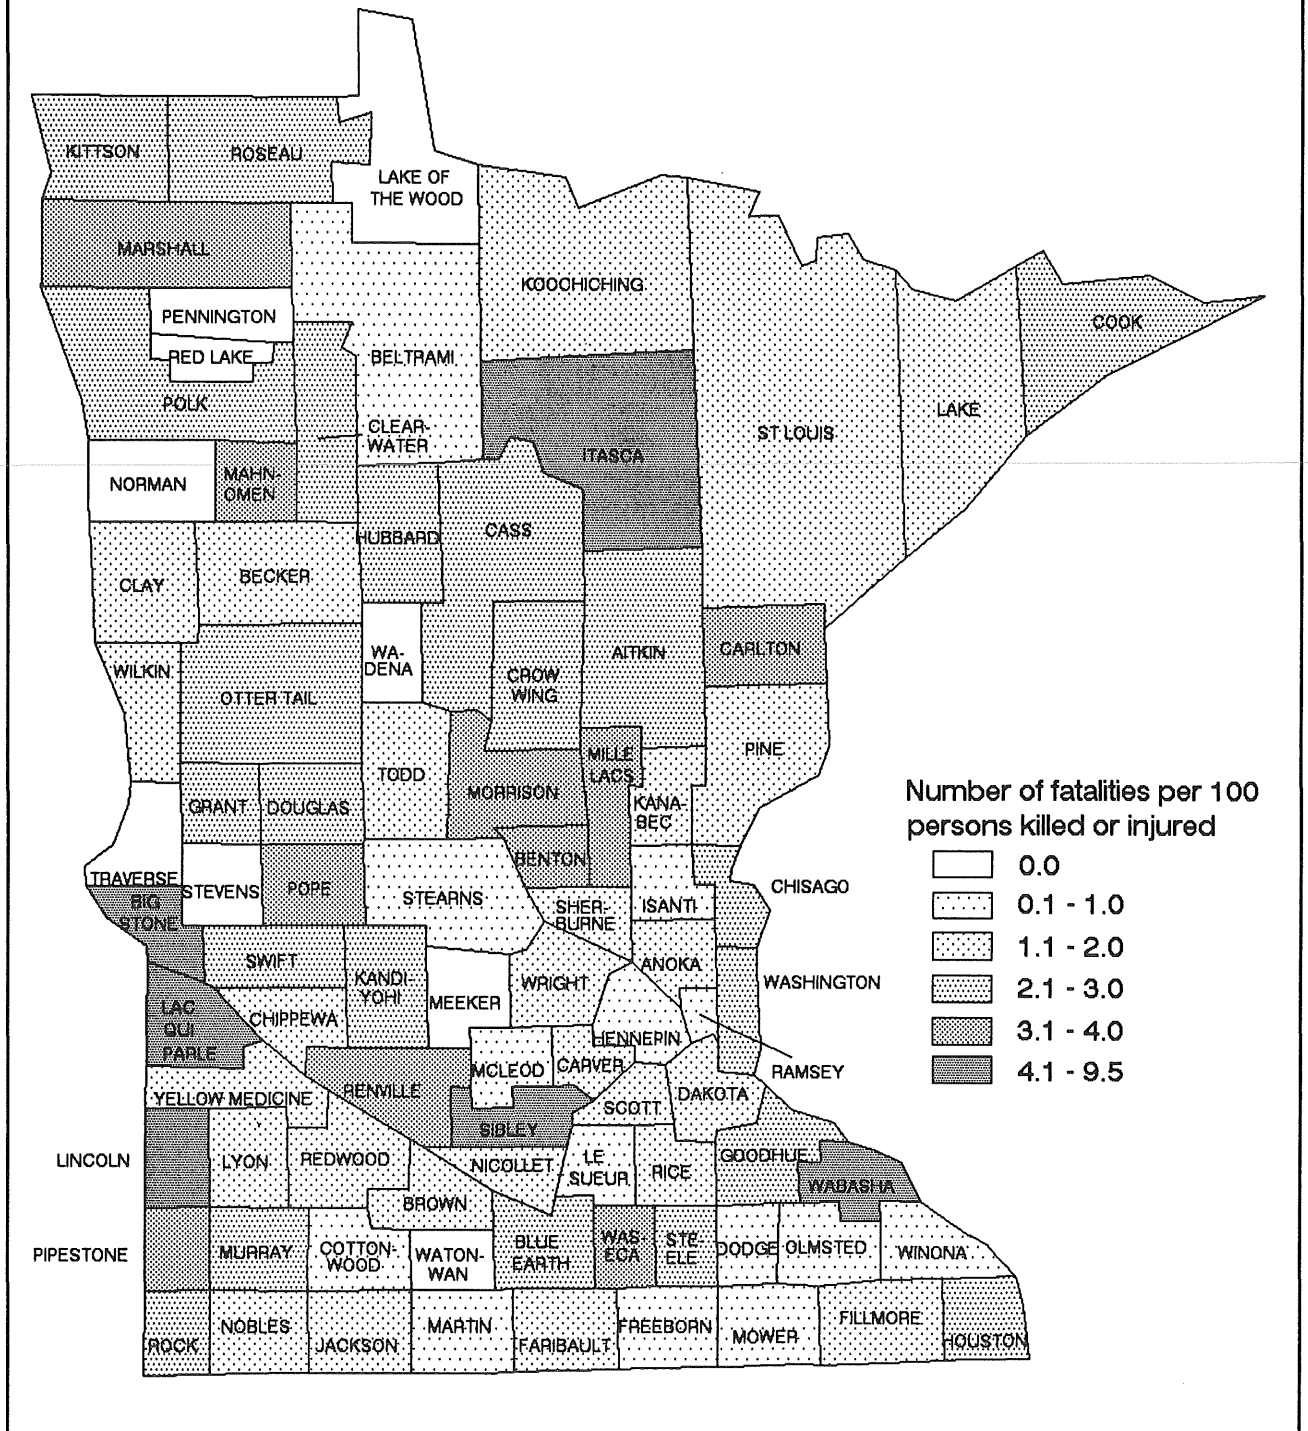 KITTSON
ROSEAU
LAKE OF
THE WOOD
MARSHALL
KOOCHICHING
PENNINGTON
COOK
RED LAKE
BELTRAMI
POLK
LAKE
CLEAR-
WATER
ST LOUIS
ITASCA
MAHN-
OMEN
NORMAN
CASS
HUBBARD
BECKER
CLAY
WA-
DENA
AITKIN
CARLTON
WILKIN
CROW
WING
OTTER TAIL
PINE
MILLE
LACS
TODD
MORRISON
GRANT
DOUGLAS
KANA-
BEC
Number of fatalities per 100
persons killed or injured
0.0
0.1 - 1.0
1.1 - 2.0
2.1 - 3.0
3.1 - 4.0
4.1 - 9.5
BENTON
TRAVERSE
STEVENS
POPE
CHISAGO
STEARNS
BIG
STONE
SHER-
BURNE
ISANTI
SWIFT
ANOKA
KANDI-
YOHI
WRIGHT
WASHINGTON
MEEKER
LAC
QUI
PARLE
CHIPPEWA
HENNEPIN
MCLEOD
CARVER
RAMSEY
RENVILLE
DAKOTA
YELLOW MEDICINE
SCOTT
SIBLEY
LINCOLN
LYON
REDWOOD
NICOLLET
LE
SUEUR
RICE
GOODHUE
WABASHA
BROWN
PIPESTONE
MURRAY
COTTON-
WOOD
WATON-
WAN
BLUE
EARTH
WAS-
ECA
STE-
ELE
DODGE
OLMSTED
WINONA
ROCK
NOBLES
JACKSON
MARTIN
FARIBAULT
FREEBORN
MOWER
FILLMORE
HOUSTON